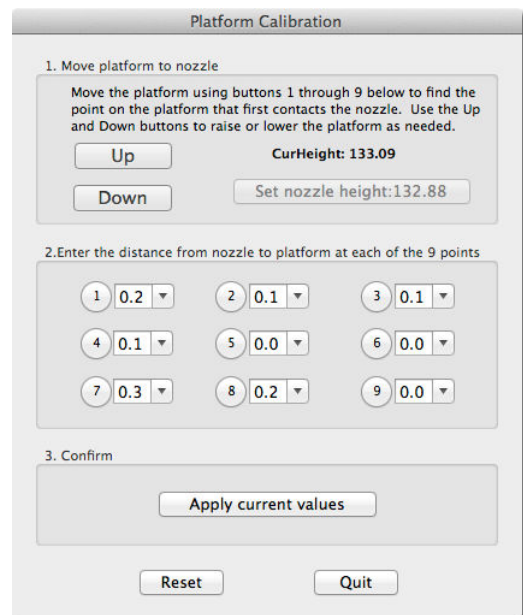 Platform Calibration
1. Move platform to nozzle
Move the platform using buttons 1 through 9 below to find the
point on the platform that first contacts the nozzle. Use the Up
and Down buttons to raise or lower the platform as needed.
Up
CurHeight: 133.09
Down
Set nozzle height:132.88
2.Enter the distance from nozzle to platform at each of the 9 points
1 0.2 2 0.1 3 0.1
4 0.1 5 0.0 6 0.0
7 0.3 8 0.2 9 0.0
3. Confirm
Apply current values
Reset Quit